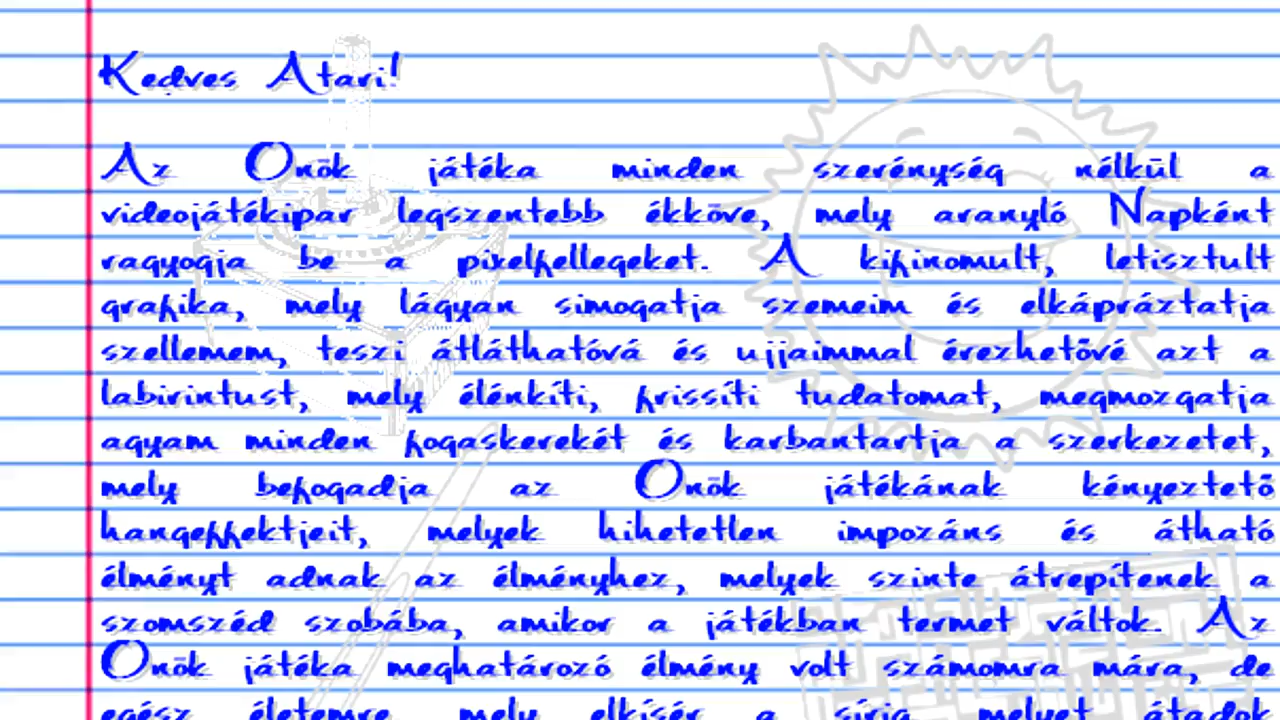 Kedves Atari!
Az Önök játéka minden szerénység nélkül a
videojátékipar legszentebb ékköve, mely aranyló Napként
ragyogja be a pixelfellegeket. A kifinomult, letisztult
grafika, mely lágyan simogatja szemeim és elkápráztatja
szellemem, teszi átláthatóvá és ujjaimmal érezhetővé azt a
labirintust, mely élénkíti, frissíti tudatomat, megmozgatja
agyam minden fogaskerekét és karbantartja a szerkezetet,
mely befogadja az Önök játékának kényeztető
hangeffektjeit, melyek hihetetlen impozáns és átható
élményt adnak az élményhez, melyek szinte átrepítenek a
szomszéd szobába, amikor a játékban termet váltok. Az
Önök játéka meghatározó élmény volt számomra mára, de
egész életemre, mely elkísér a sírig, melyet átadok